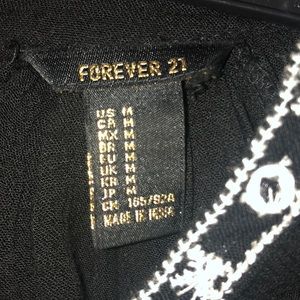 FOREVER 21
US M
CA M
MX M
BR M
EU M
UK M
KR M
JP M
CN 165/92A
MADE IN INDIA